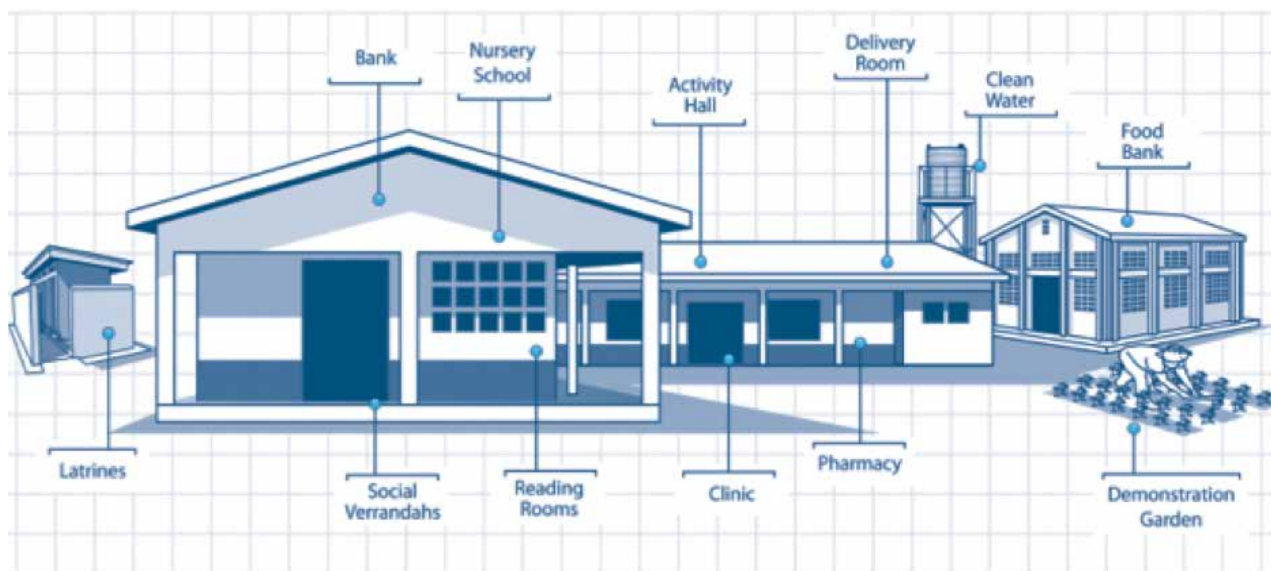 Bank
Nursery
School
Activity
Hall
Delivery
Room
Clean
Water
Food
Bank
Latrines
Social
Verrandahs
Reading
Rooms
Clinic
Pharmacy
Demonstration
Garden